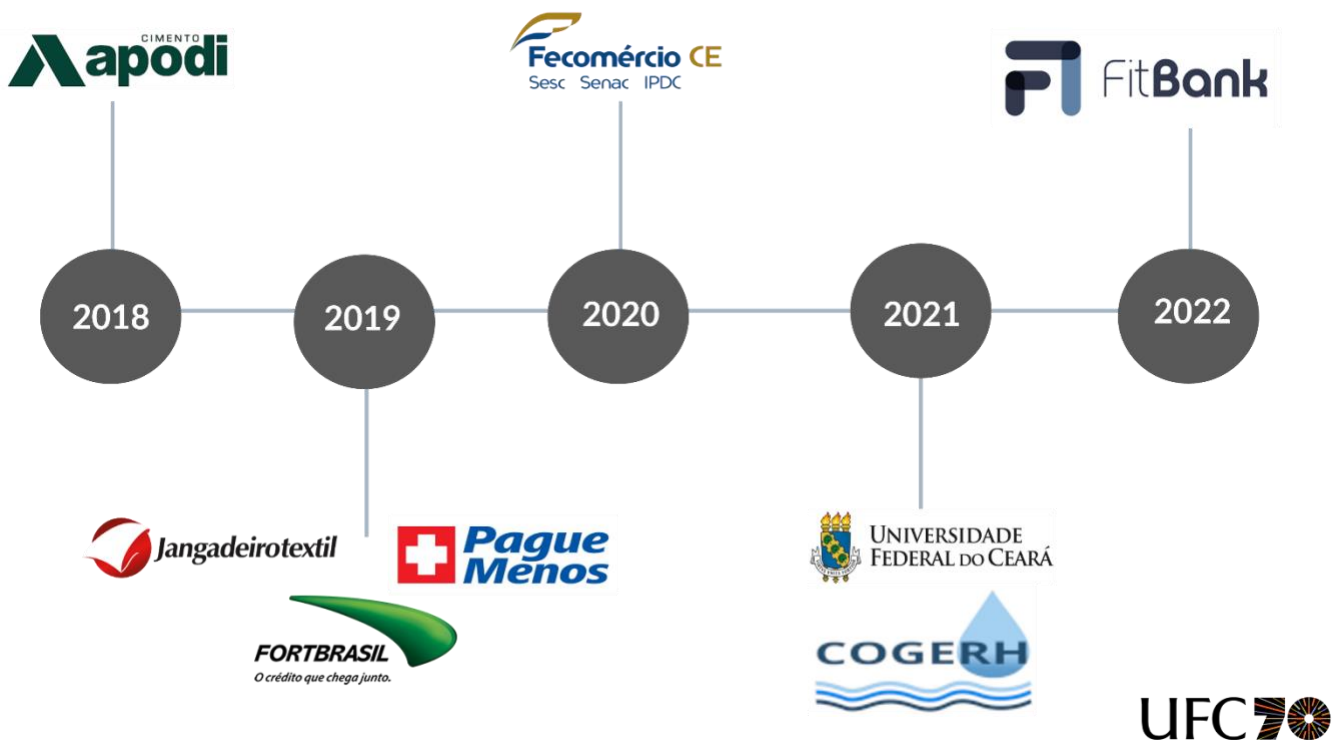 CIMENTO
apodi
Fecomércio CE
Sesc Senac IPDC
FitBank
2018
2019
2020
2021
2022
Jangadeirotextil
Pague
Menos
FORTBRASIL
O crédito que chega junto.
UNIVERSIDADE
FEDERAL DO CEARÁ
COGERH
UFC70